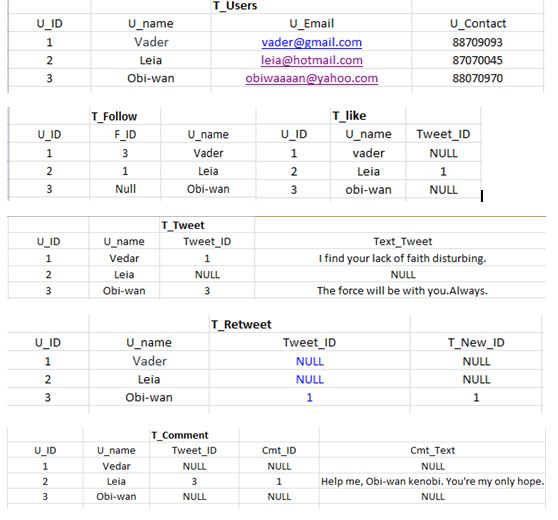 T_Users
U_ID U_name U_Email U_Contact
1 Vader vader@gmail.com 88709093
2 Leia leia@hotmail.com 87070045
3 Obi-wan obiwaaaan@yahoo.com 88070970
T_Follow
U_ID F_ID U_name
1 3 Vader
2 1 Leia
3 Null Obi-wan
T_like
U_ID U_name Tweet_ID
1 vader NULL
2 Leia 1
3 obi-wan NULL
T_Tweet
U_ID U_name Tweet_ID Text_Tweet
1 Vedar 1 I find your lack of faith disturbing.
2 Leia NULL NULL
3 Obi-wan 3 The force will be with you.Always.
T_Retweet
U_ID U_name Tweet_ID T_New_ID
1 Vader NULL NULL
2 Leia NULL NULL
3 Obi-wan 1 1
T_Comment
U_ID U_name Tweet_ID Cmt_ID Cmt_Text
1 Vedar NULL NULL NULL
2 Leia 3 1 Help me, Obi-wan kenobi. You're my only hope.
3 Obi-wan NULL NULL NULL